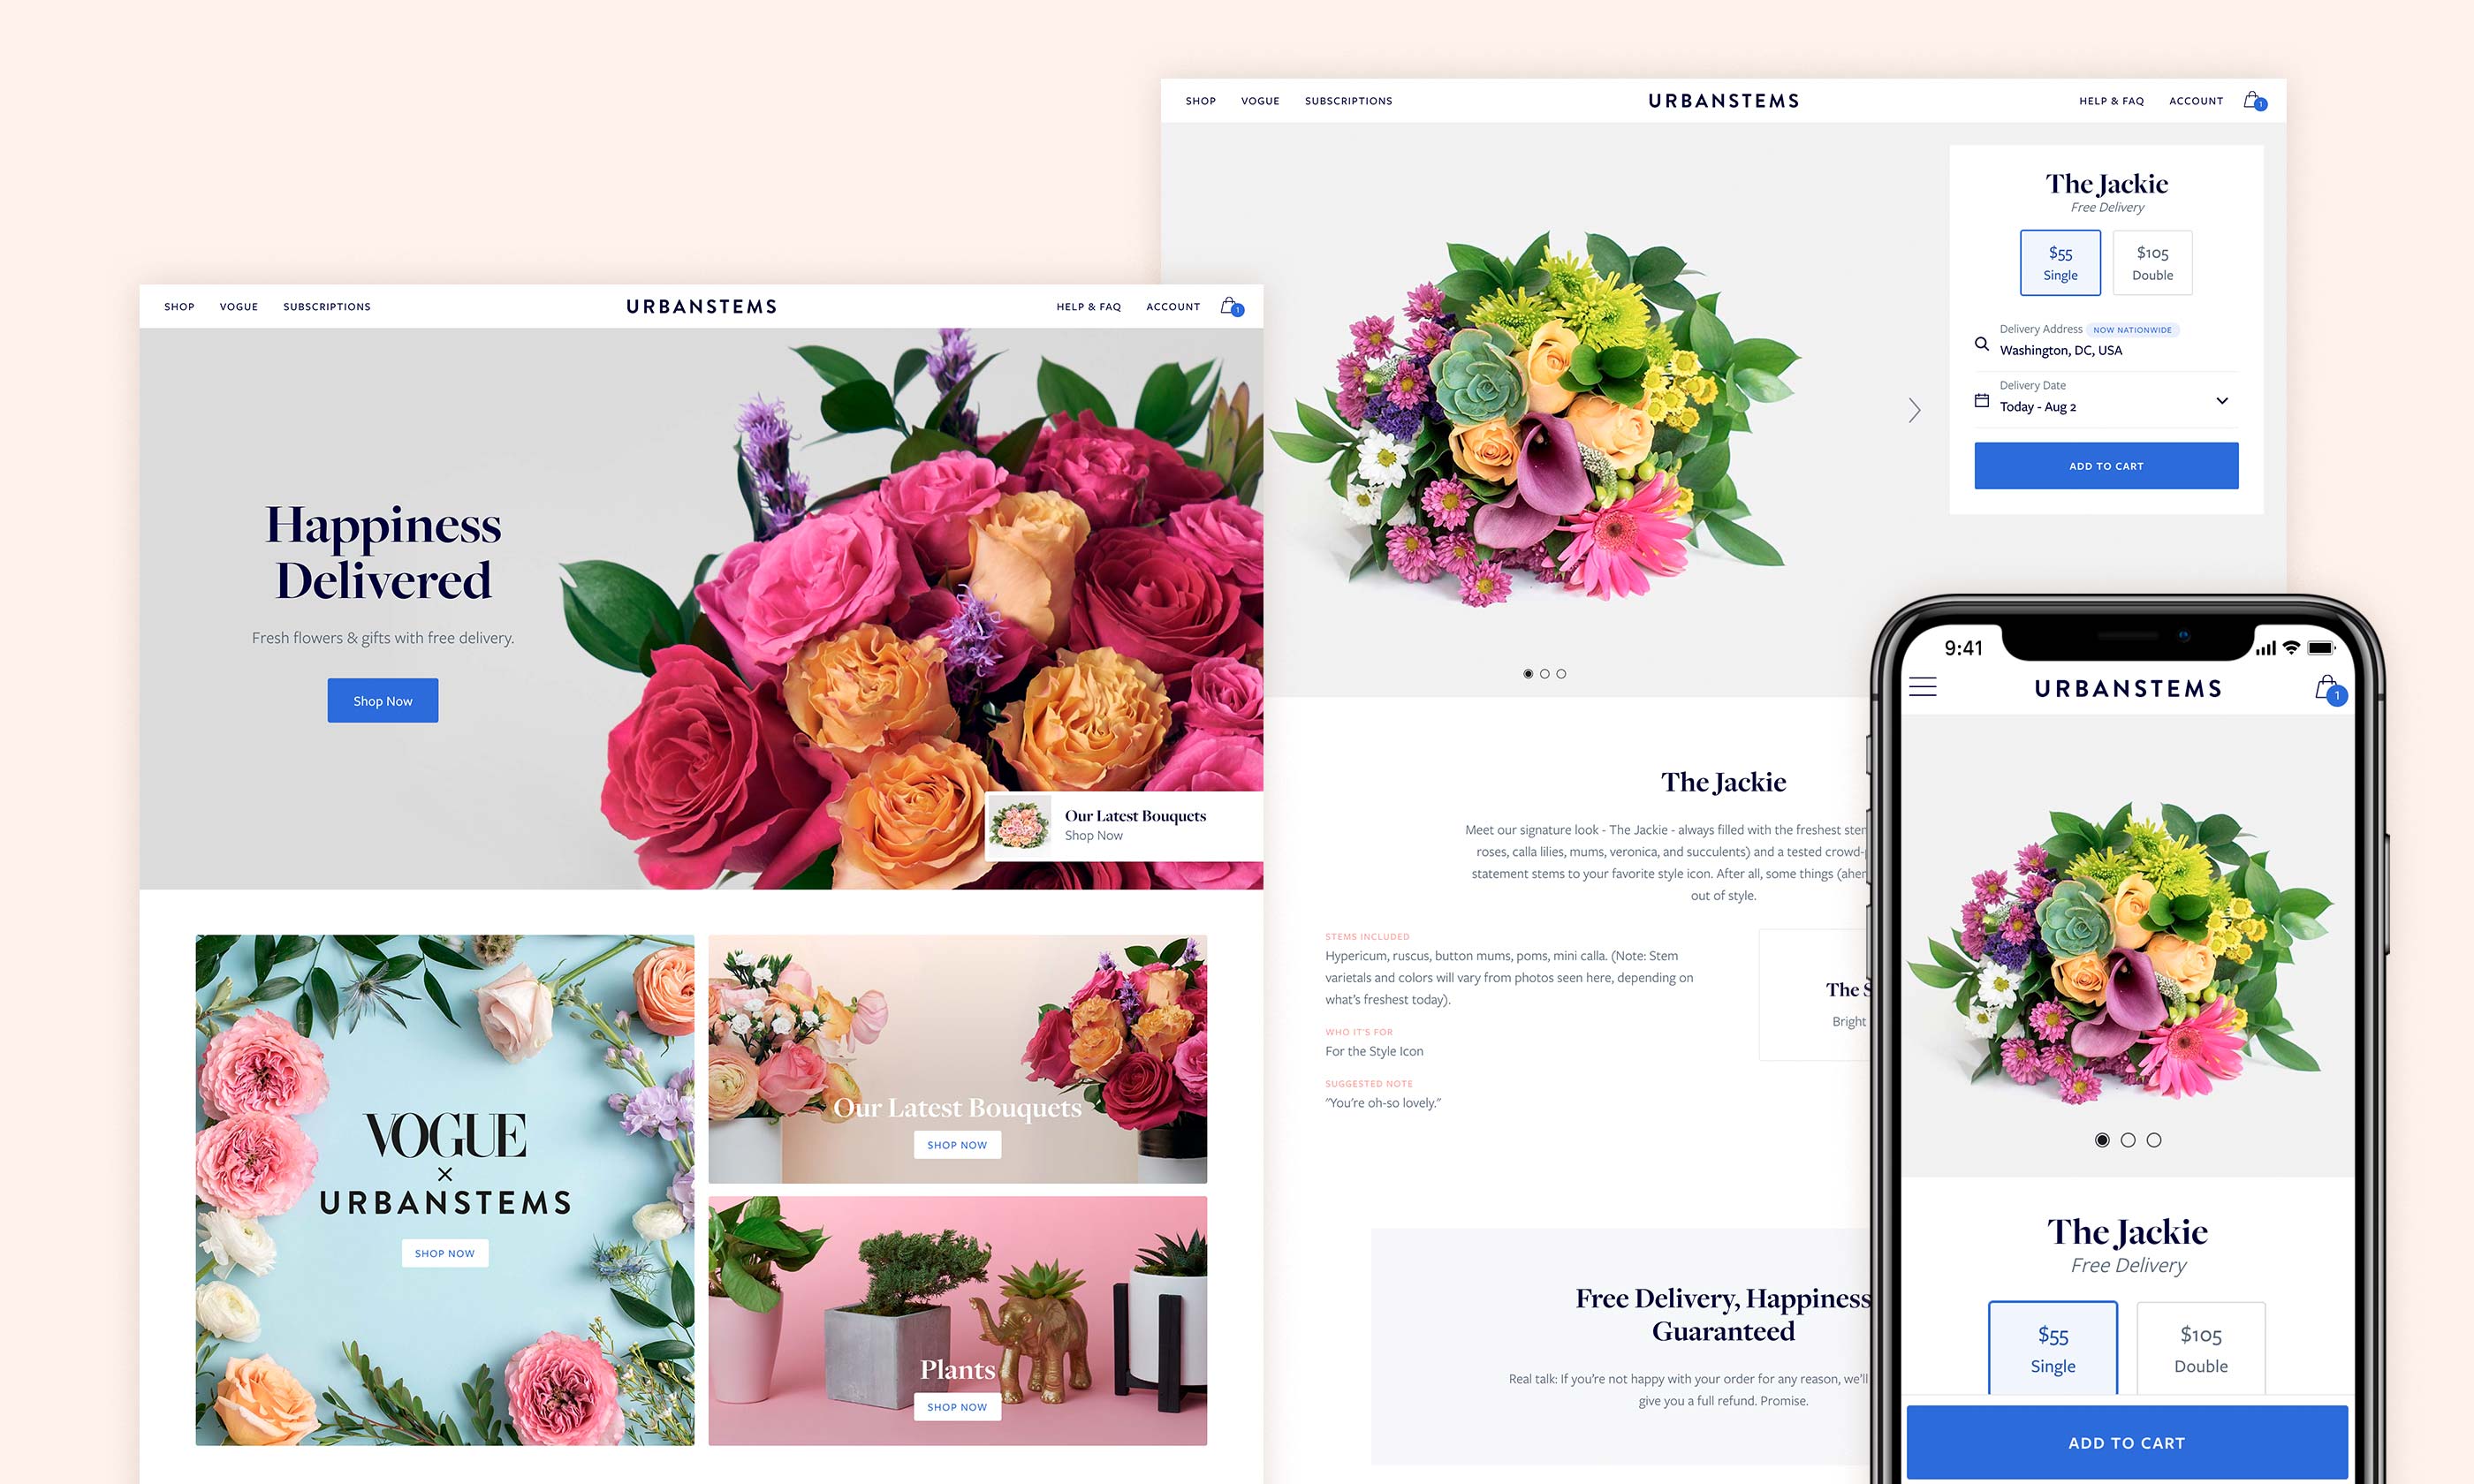 SHOP VOGUE SUBSCRIPTIONS URBANSTEMS HELP & FAQ ACCOUNT 1
The Jackie
Free Delivery
$55 $105
Single Double
Delivery Address NOW NATIONWIDE
Washington, DC, USA
Delivery Date
Today - Aug 2
ADD TO CART
The Jackie
Meet our signature look - The Jackie - always filled with the freshest
roses, calla lilies, mums, veronica, and succulents) and a tested
statement stems to your favorite style icon. After all, some things
out of style.
STEMS INCLUDED
Hypericum, ruscus, button mums, poms, mini calla. (Note: Stem
varietals and colors will vary from photos seen here, depending on
what's freshest today).
WHO IT'S FOR
For the Style Icon
SUGGESTED NOTE
"You're oh-so lovely."
The
Bright
Free Delivery, Happiness
Guaranteed
Real talk: If you're not happy with your order for any reason, we'll
give you a full refund. Promise.
SHOP VOGUE SUBSCRIPTIONS URBANSTEMS HELP & FAQ ACCOUNT 1
Happiness
Delivered
Fresh flowers & gifts with free delivery.
Shop Now
Our Latest Bouquets
Shop Now
VOGUE
×
URBANSTEMS
SHOP NOW
Our Latest Bouquets
SHOP NOW
Plants
SHOP NOW
9:41
URBANSTEMS 1
The Jackie
Free Delivery
$55 $105
Single Double
ADD TO CART